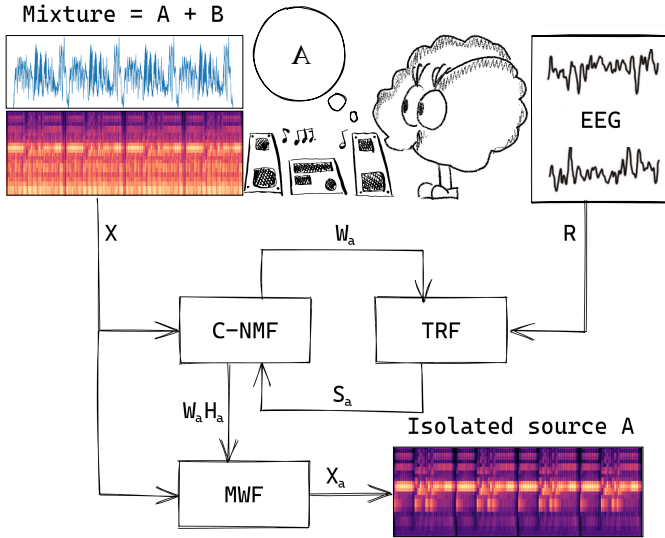 Mixture = A + B
A
EEG
X
Wₐ
R
C-NMF
TRF
WₐHₐ
Sₐ
Isolated source A
MWF
Xₐ